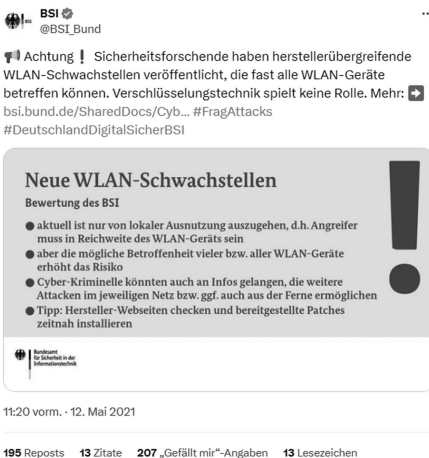 BSI
@BSI_Bund
Achtung❗ Sicherheitsforschende haben herstellerübergreifende
WLAN-Schwachstellen veröffentlicht, die fast alle WLAN-Geräte
betreffen können. Verschlüsselungstechnik spielt keine Rolle. Mehr: ➡
bsi.bund.de/SharedDocs/Cyb... #FragAttacks
#DeutschlandDigitalSicherBSI
Neue WLAN-Schwachstellen
Bewertung des BSI
● aktuell ist nur von lokaler Ausnutzung auszugehen, d.h. Angreifer
muss in Reichweite des WLAN-Geräts sein
● aber die mögliche Betroffenheit vieler bzw. aller WLAN-Geräte
erhöht das Risiko
● Cyber-Kriminelle könnten auch an Infos gelangen, die weitere
Attacken im jeweiligen Netz bzw. ggf. auch aus der Ferne ermöglichen
● Tipp: Hersteller-Webseiten checken und bereitgestellte Patches
zeitnah installieren
!
Bundesamt
für Sicherheit in der
Informationstechnik
11:20 vorm. · 12. Mai 2021
195 Reposts 13 Zitate 207 „Gefällt mir“-Angaben 13 Lesezeichen